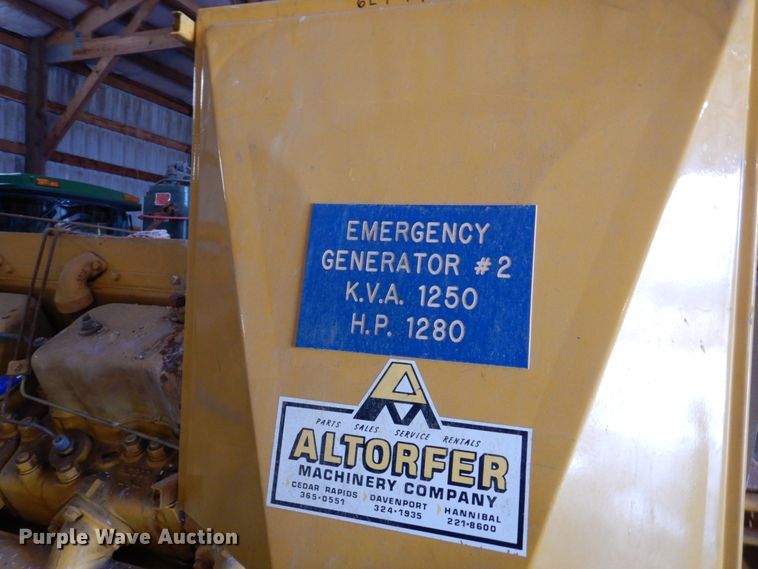 EMERGENCY
GENERATOR #2
K.V.A. 1250
H.P. 1280
PARTS SALES SERVICE RENTALS
ALTORFER
MACHINERY COMPANY
CEDAR RAPIDS DAVENPORT HANNIBAL
365-0551 324-1935 221-8600
Purple Wave Auction